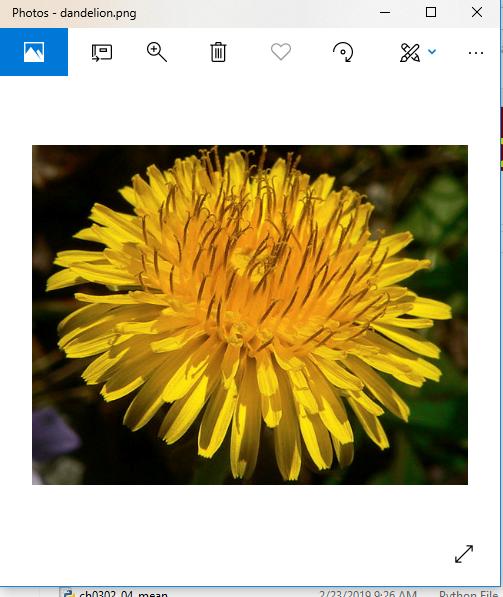 Photos - dandelion.png
ch0302_04_mean 2/23/2019 9:26 AM Python File